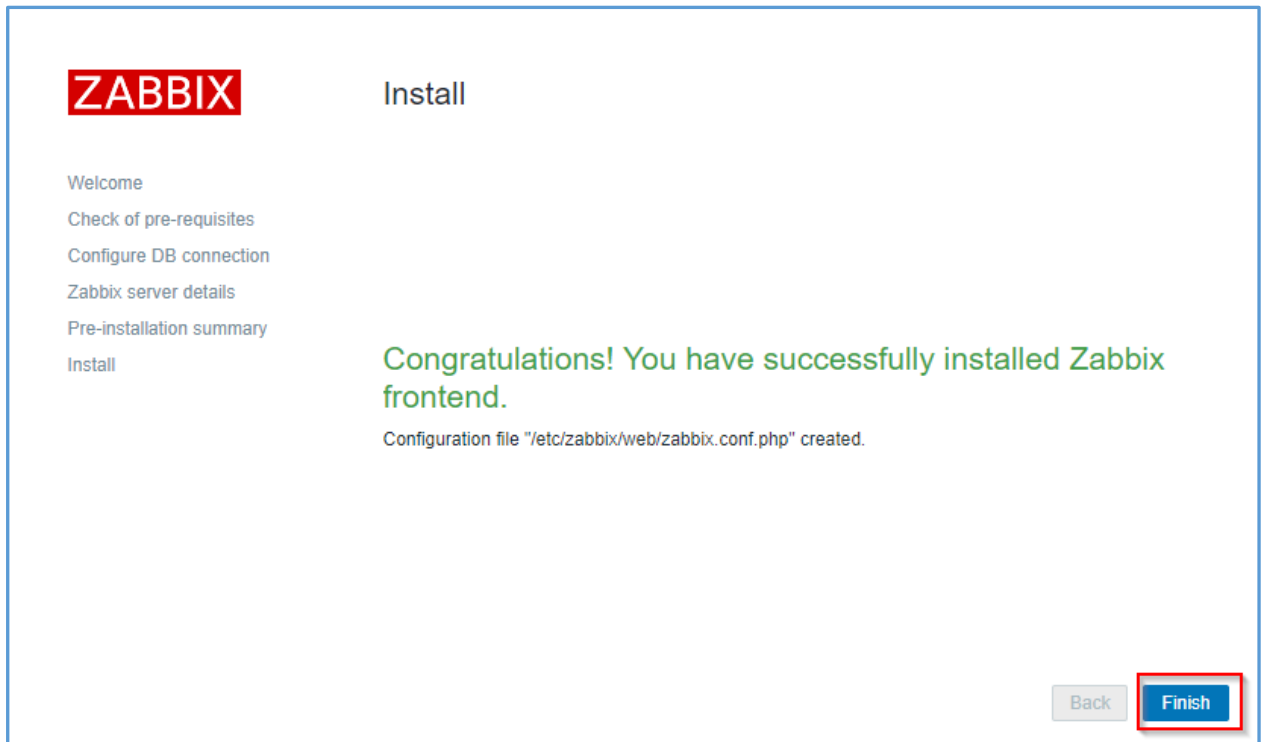 ZABBIX
Install
Welcome
Check of pre-requisites
Configure DB connection
Zabbix server details
Pre-installation summary
Install
Congratulations! You have successfully installed Zabbix
frontend.
Configuration file "/etc/zabbix/web/zabbix.conf.php" created.
Back
Finish